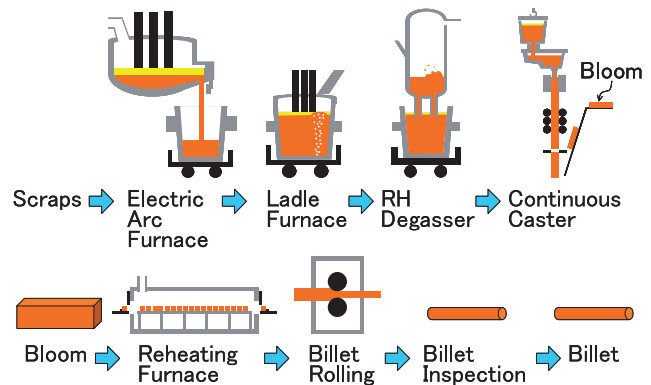 Bloom
Scraps
Electric
Arc
Furnace
Ladle
Furnace
RH
Degasser
Continuous
Caster
Bloom
Reheating
Furnace
Billet
Rolling
Billet
Inspection
Billet